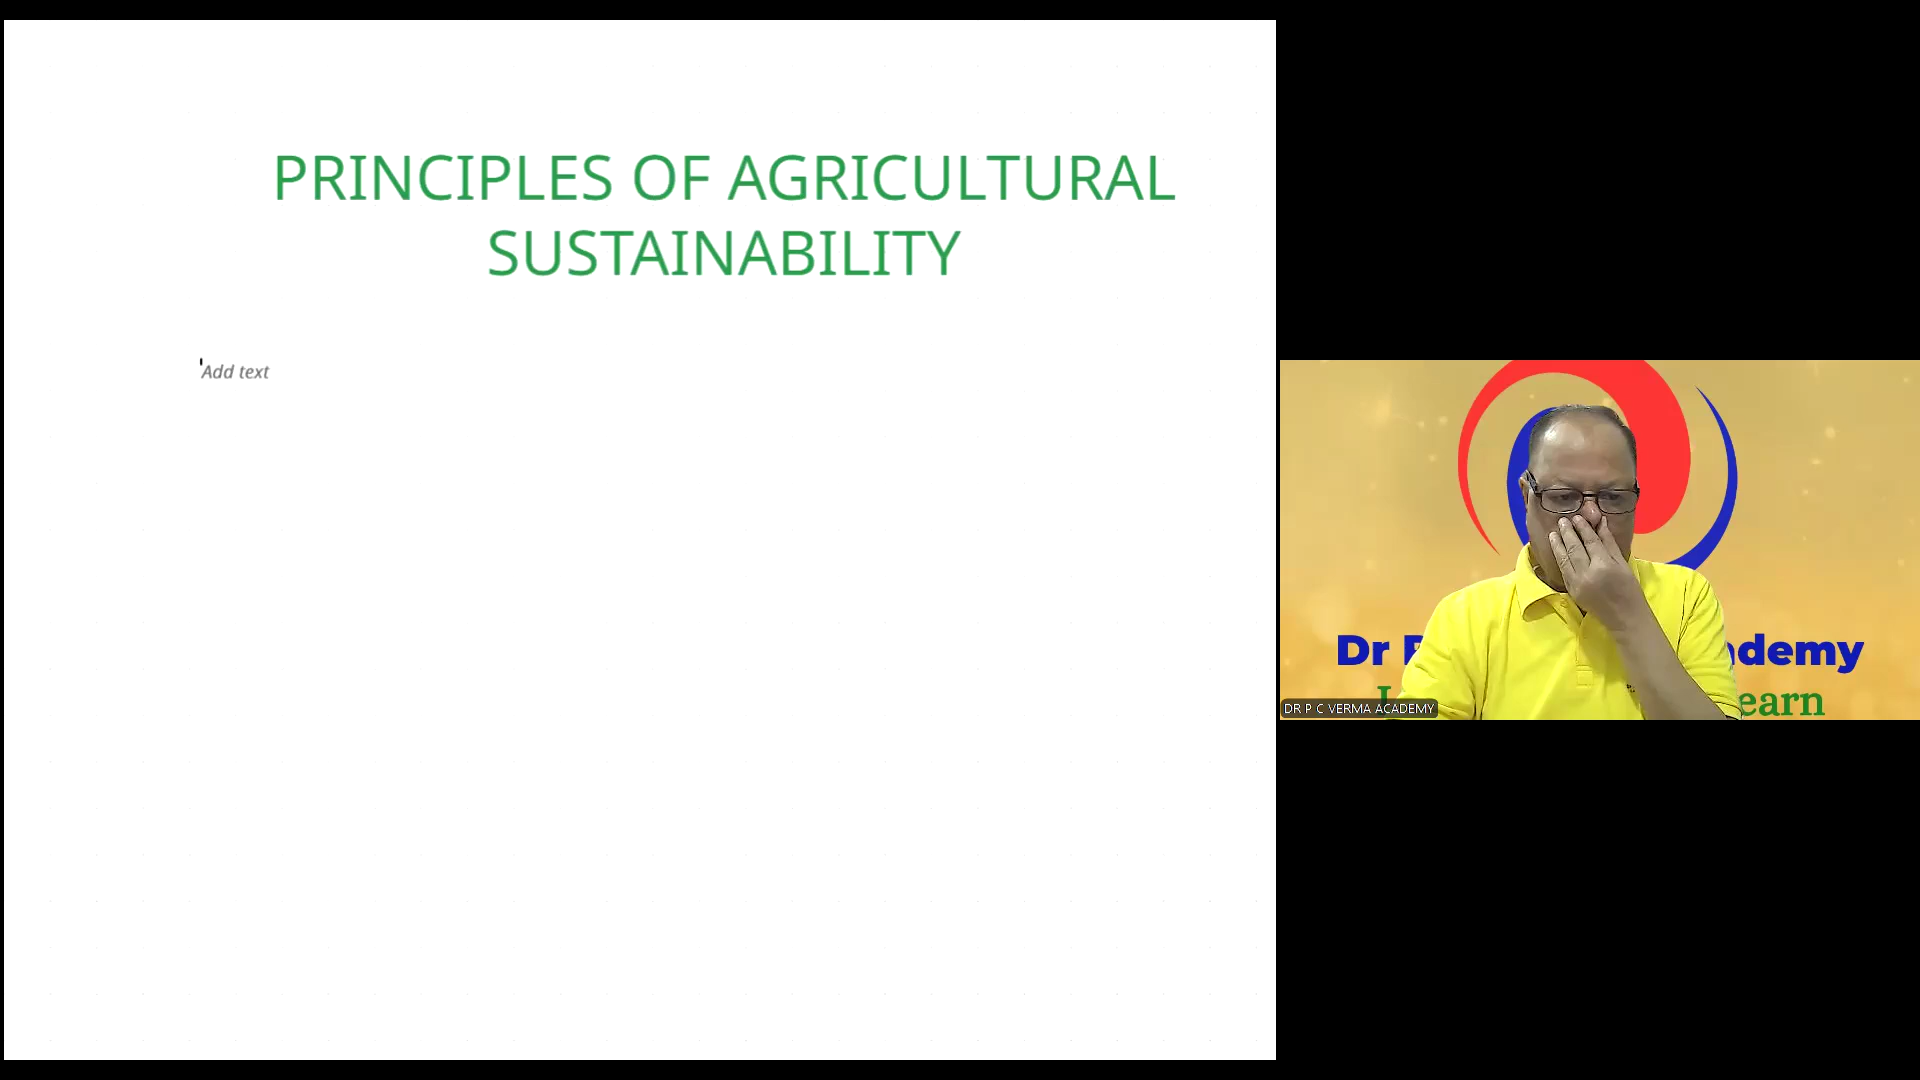 PRINCIPLES OF AGRICULTURAL
SUSTAINABILITY
Add text
Dr
demy
earn
DR P C VERMA ACADEMY